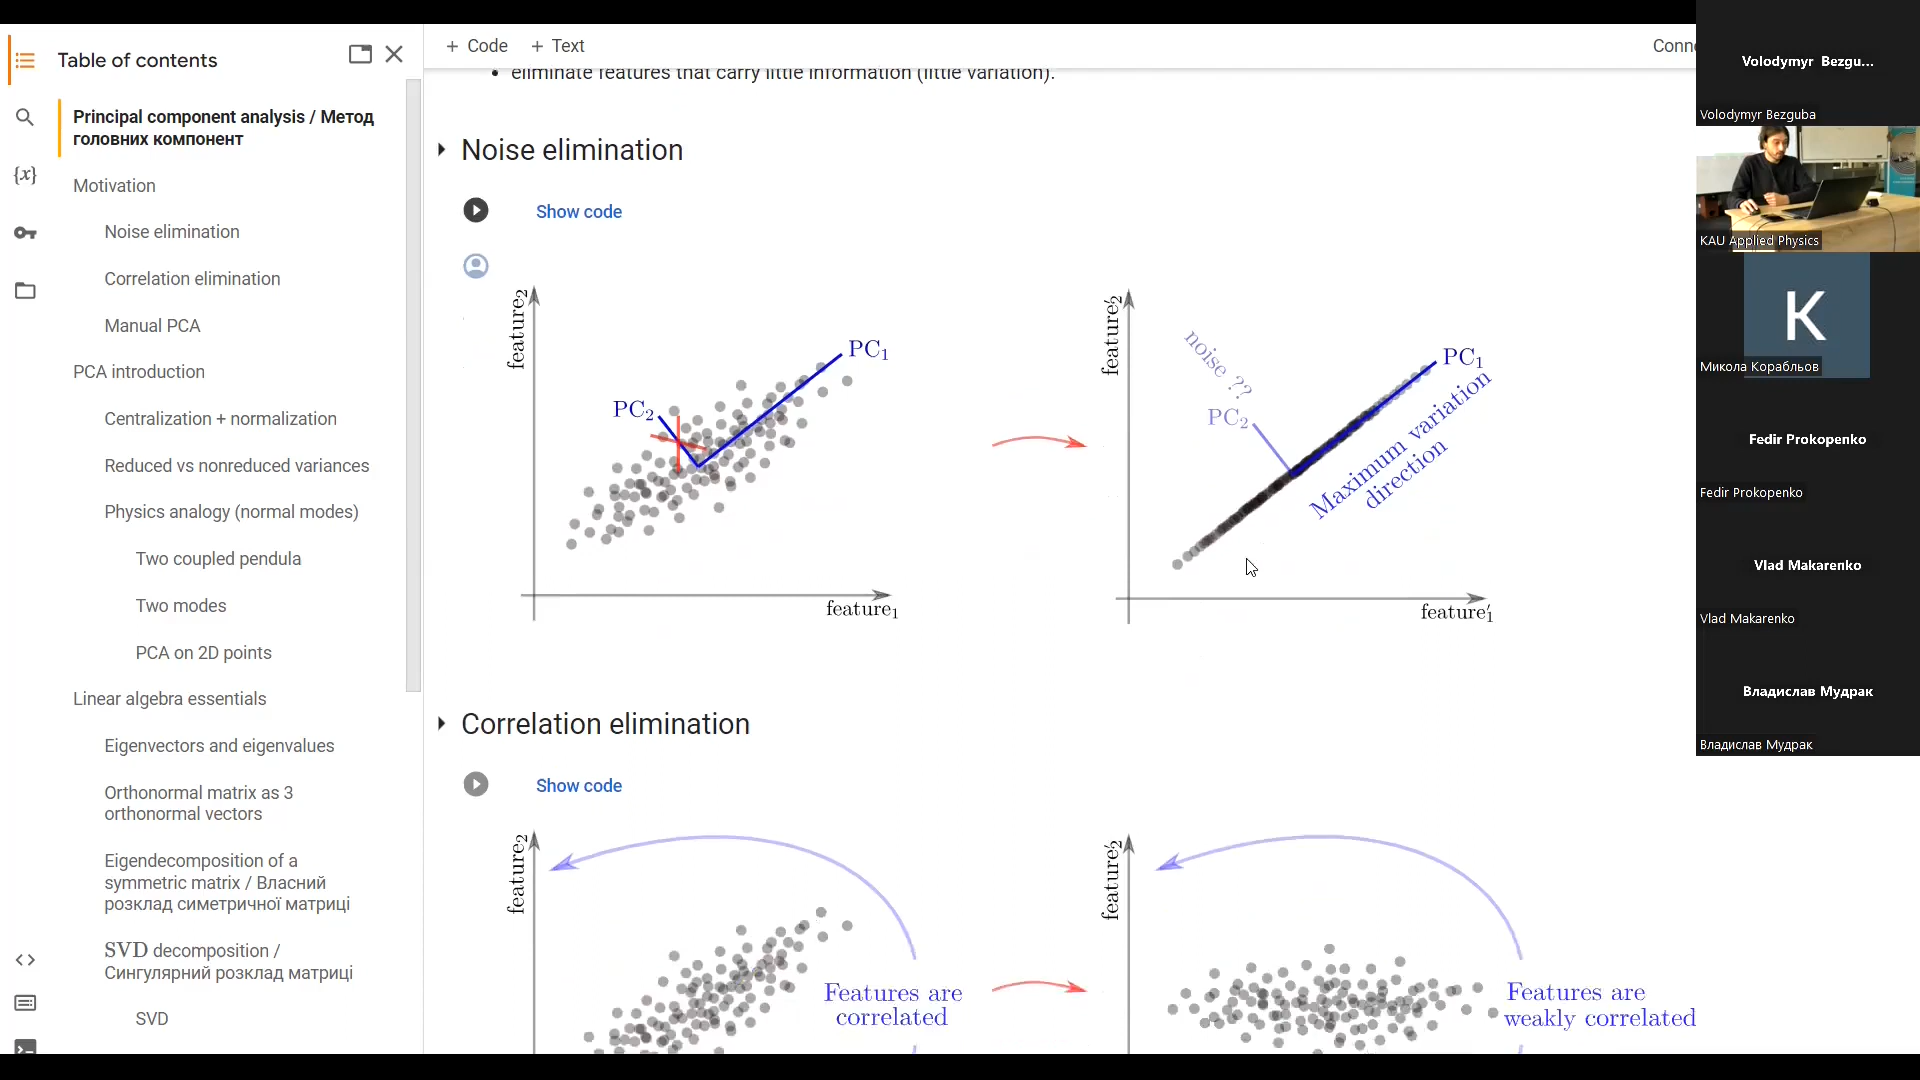 Table of contents
Principal component analysis / Метод
головних компонент
Motivation
Noise elimination
Correlation elimination
Manual PCA
PCA introduction
Centralization + normalization
Reduced vs nonreduced variances
Physics analogy (normal modes)
Two coupled pendula
Two modes
PCA on 2D points
Linear algebra essentials
Eigenvectors and eigenvalues
Orthonormal matrix as 3
orthonormal vectors
Eigendecomposition of a
symmetric matrix / Власний
розклад симетричної матриці
SVD decomposition /
Сингулярний розклад матриці
SVD
{x}
+ Code + Text
Conn
• eliminate features that carry little information (little variation).
Noise elimination
Show code
feature₂
PC₁
PC₂
feature₁
feature₂′
noise ??
PC₂
PC₁
Maximum variation
direction
feature₁′
Correlation elimination
Show code
feature₂
Features are
correlated
feature₂′
Features are
weakly correlated
Volodymyr Bezgu...
Volodymyr Bezguba
KAU Applied Physics
K
Микола Корабльов
Fedir Prokopenko
Fedir Prokopenko
Vlad Makarenko
Vlad Makarenko
Владислав Мудрак
Владислав Мудрак